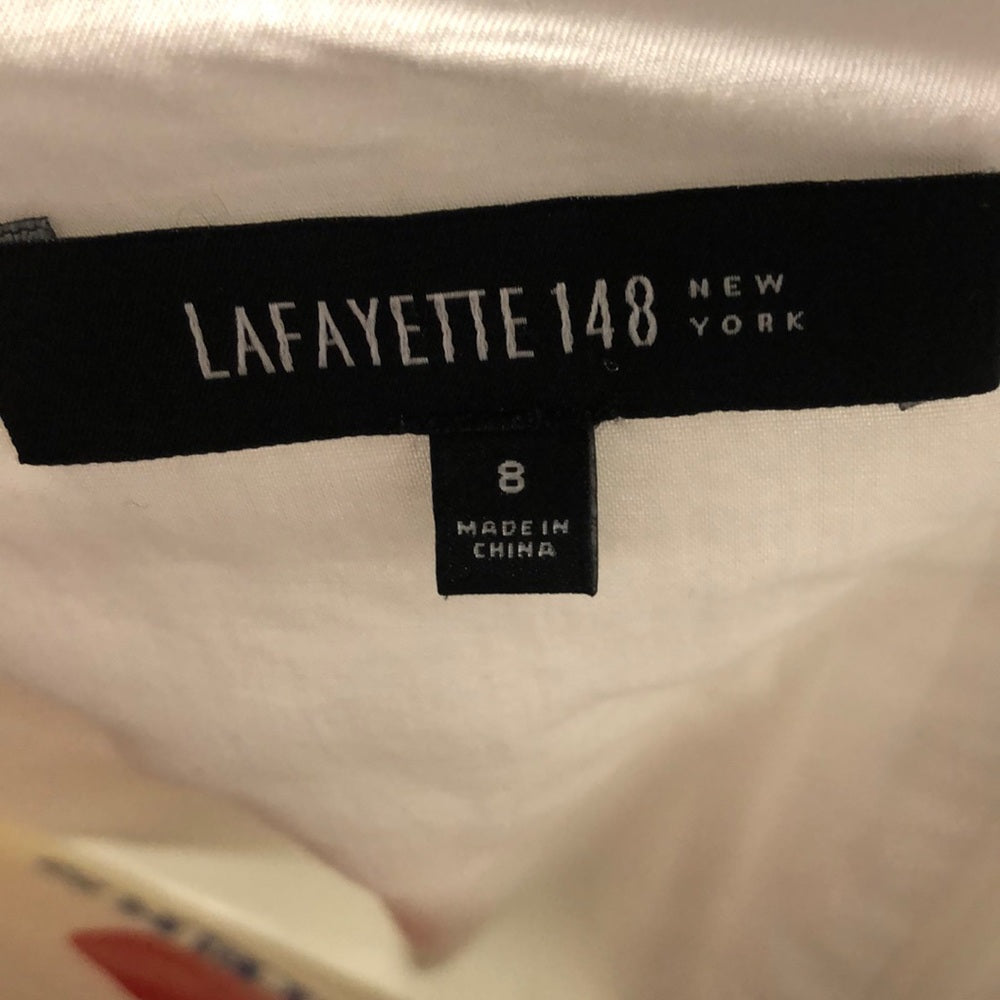 LAFAYETTE 148 NEW YORK
8
MADE IN
CHINA